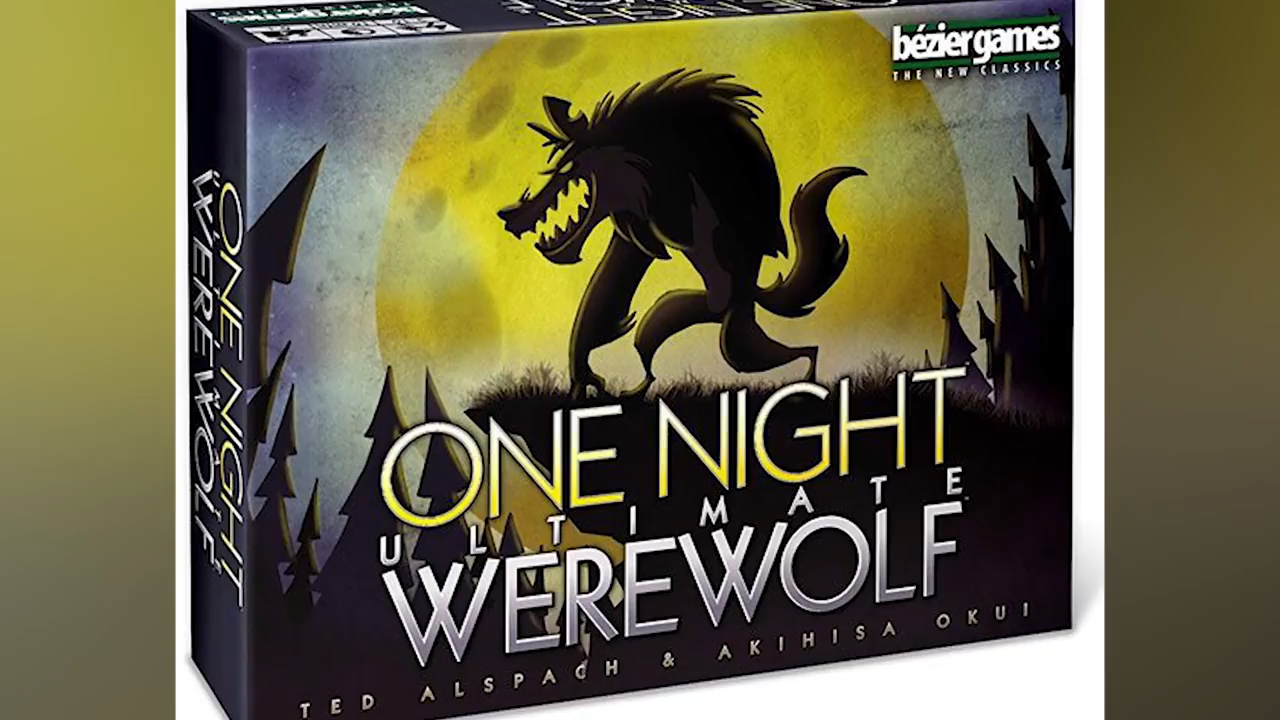 bézier games
THE NEW CLASSICS
ONE NIGHT
ULTIMATE
WEREWOLF
TED ALSPACH & AKIHISA OKUI
ONE NIGHT
WEREWOLF